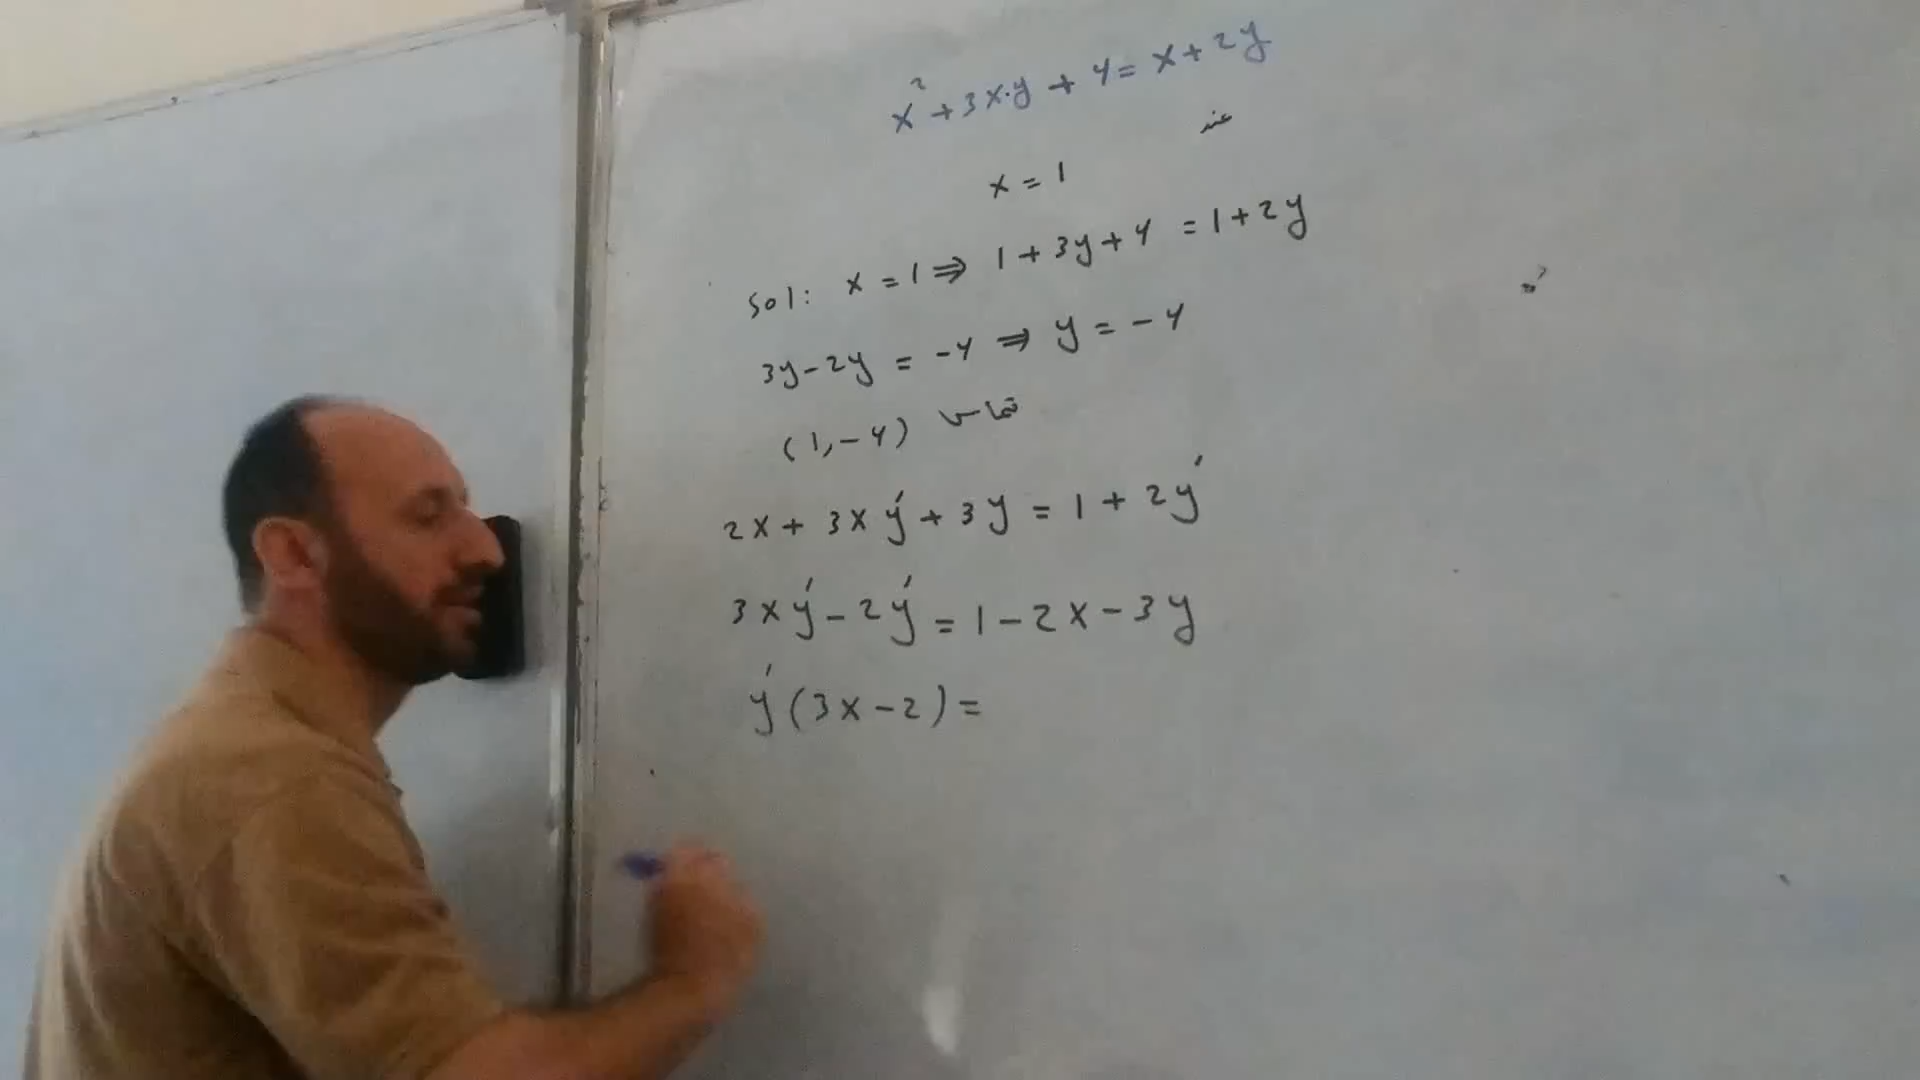 x² + 3x·y + 4 = x + 2y
عند
x = 1
Sol: x = 1 ⇒ 1 + 3y + 4 = 1 + 2y
3y - 2y = -4 ⇒ y = -4
(1, -4) تماس
2x + 3xy' + 3y = 1 + 2y'
3xy' - 2y' = 1 - 2x - 3y
y'(3x - 2) =